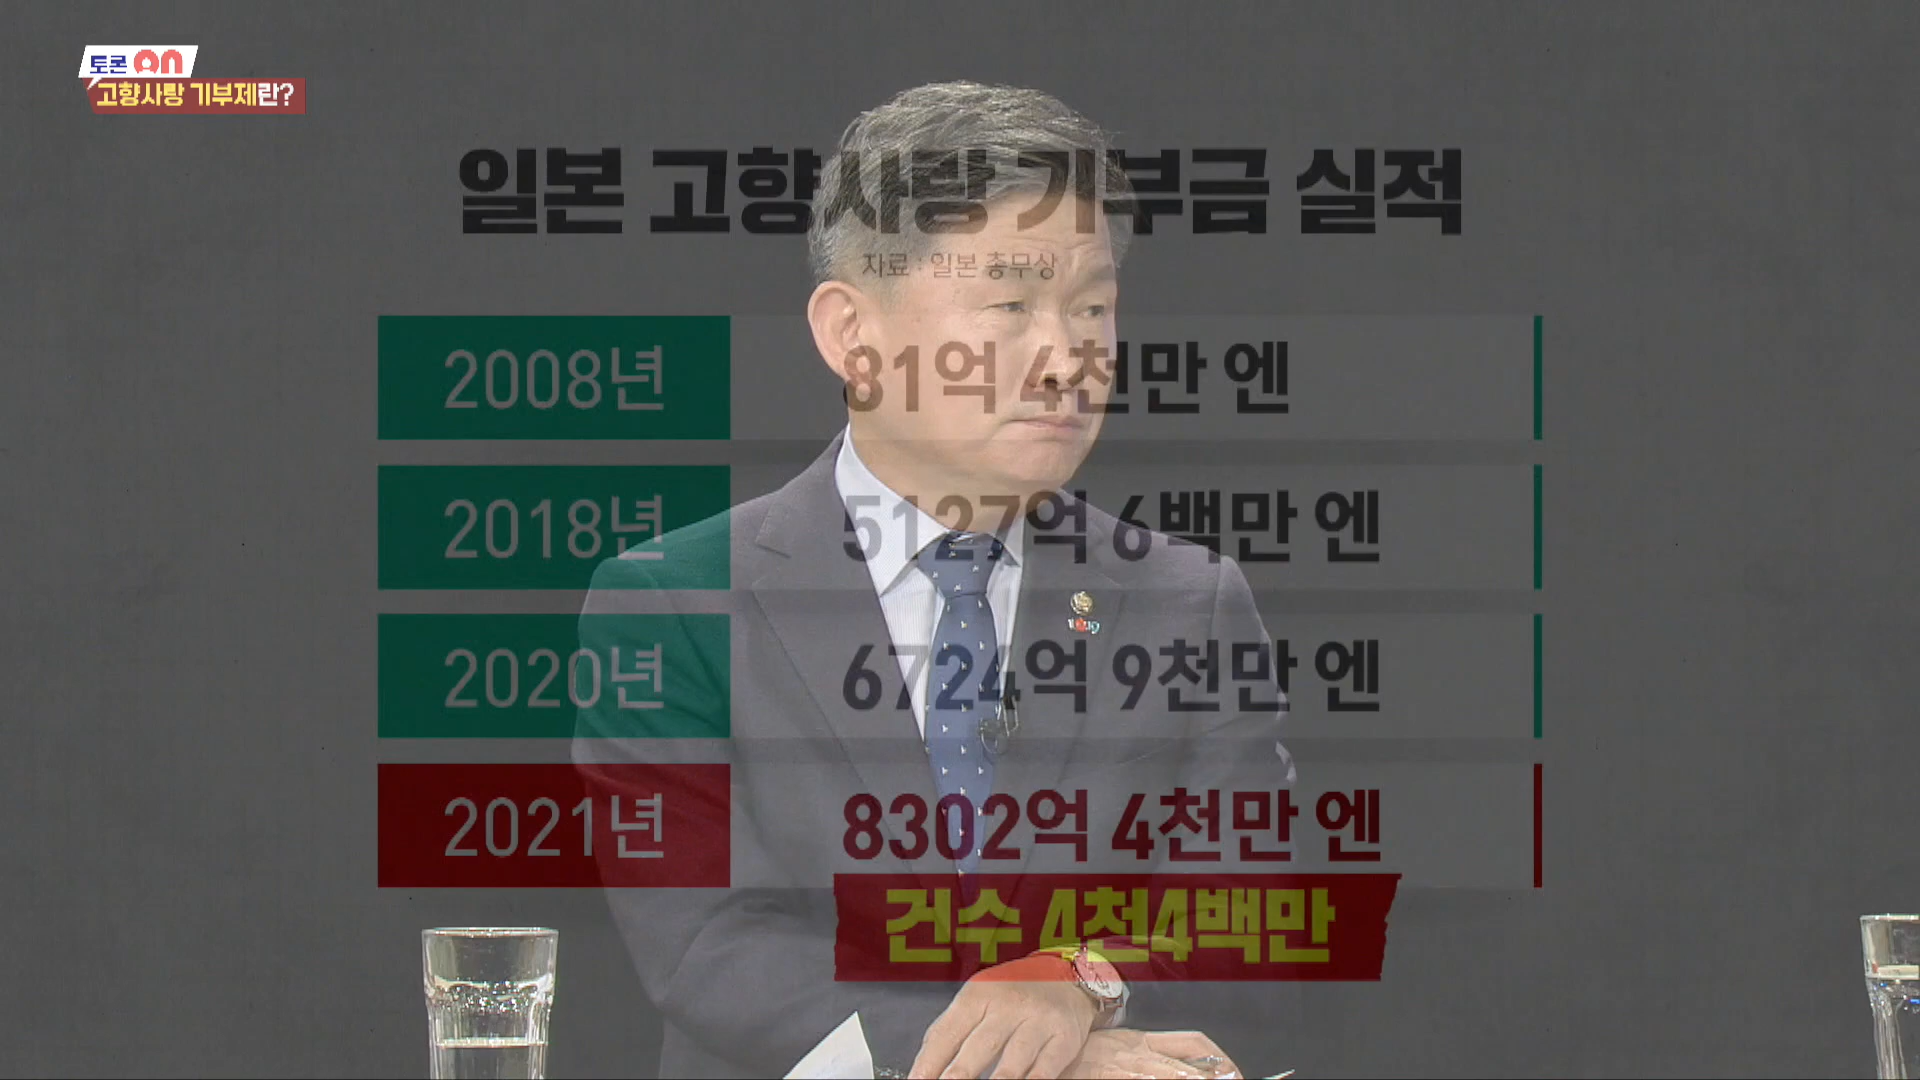 토론 ON
고향사랑 기부제란?
일본 고향사랑 기부금 실적
자료 : 일본 총무상
2008년 81억 4천만 엔
2018년 5127억 6백만 엔
2020년 6724억 9천만 엔
2021년 8302억 4천만 엔
건수 4천4백만